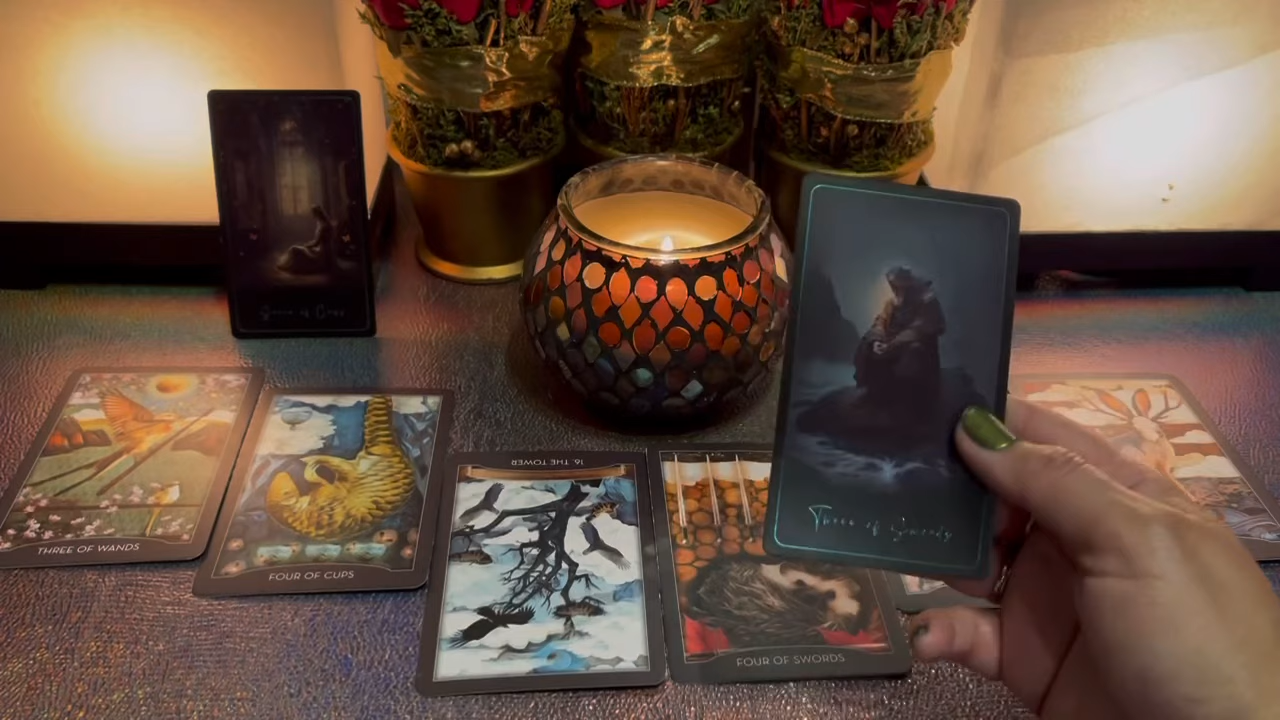 THREE OF WANDS
FOUR OF CUPS
16. THE TOWER
FOUR OF SWORDS
Three of Swords